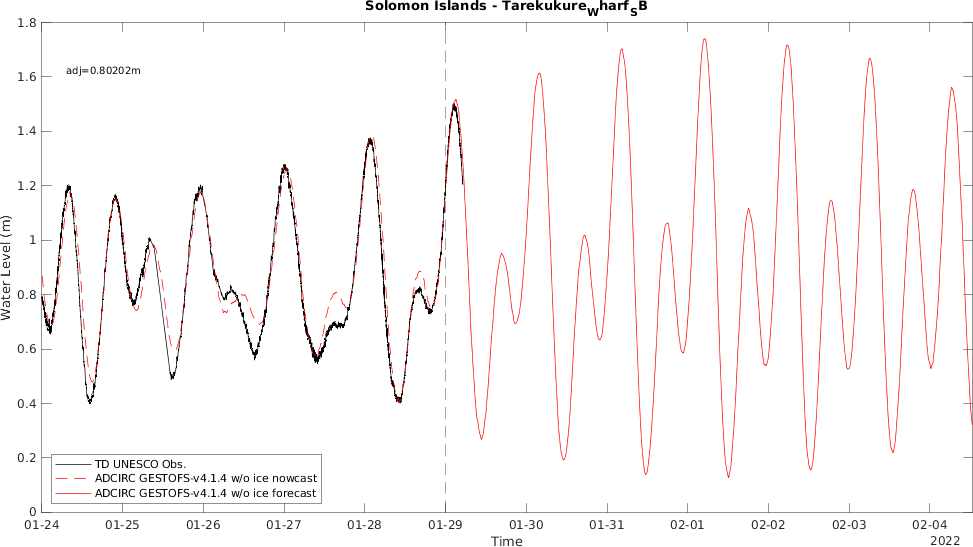 Solomon Islands - Tarekukure_Wharf_SB
1.8
adj=0.80202m
1.6
1.4
1.2
1
0.8
0.6
0.4
0.2
0
Water Level (m)
TD UNESCO Obs.
ADCIRC GESTOFS-v4.1.4 w/o ice nowcast
ADCIRC GESTOFS-v4.1.4 w/o ice forecast
01-24 01-25 01-26 01-27 01-28 01-29 01-30 01-31 02-01 02-02 02-03 02-04
Time
2022